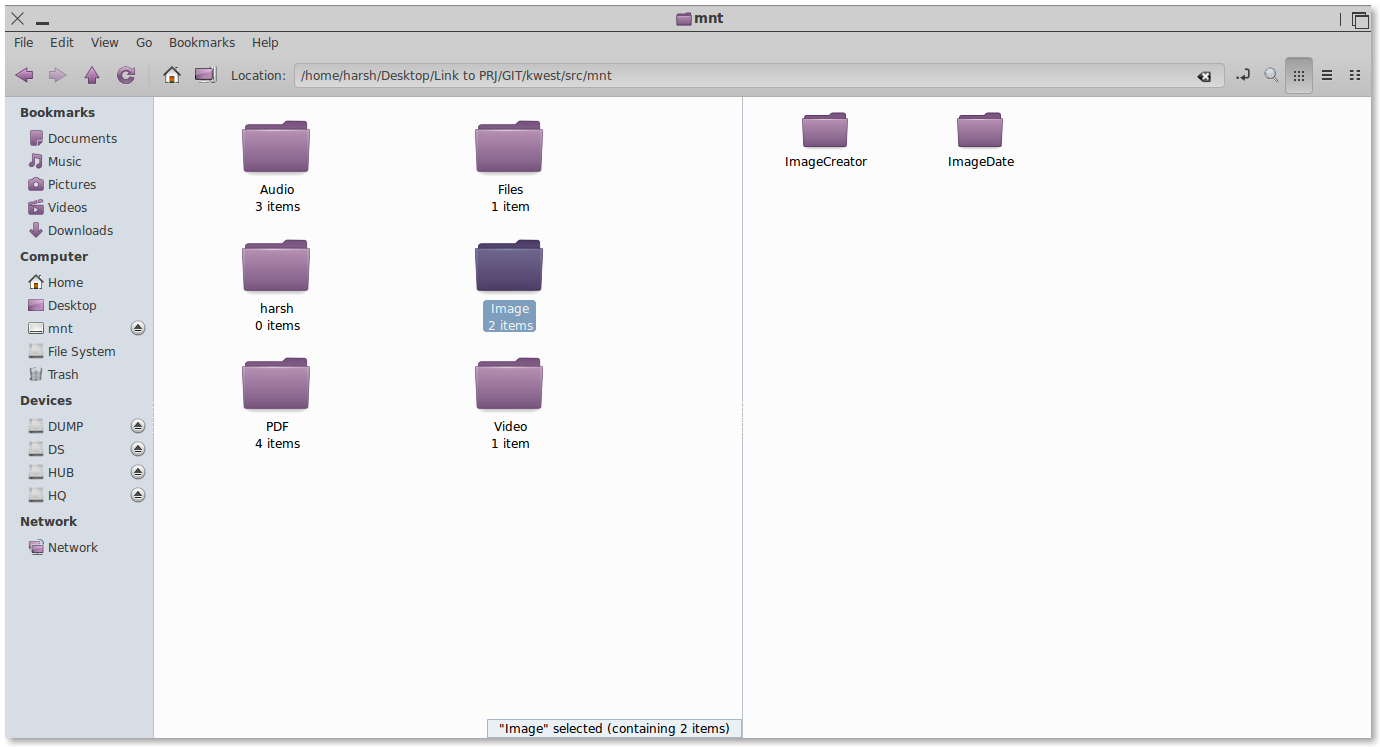 mnt
File Edit View Go Bookmarks Help
Location: /home/harsh/Desktop/Link to PRJ/GIT/kwest/src/mnt
Bookmarks
Documents
Music
Pictures
Videos
Downloads
Computer
Home
Desktop
mnt
File System
Trash
Devices
DUMP
DS
HUB
HQ
Network
Network
Audio
3 items
Files
1 item
harsh
0 items
Image
2 items
PDF
4 items
Video
1 item
"Image" selected (containing 2 items)
ImageCreator
ImageDate